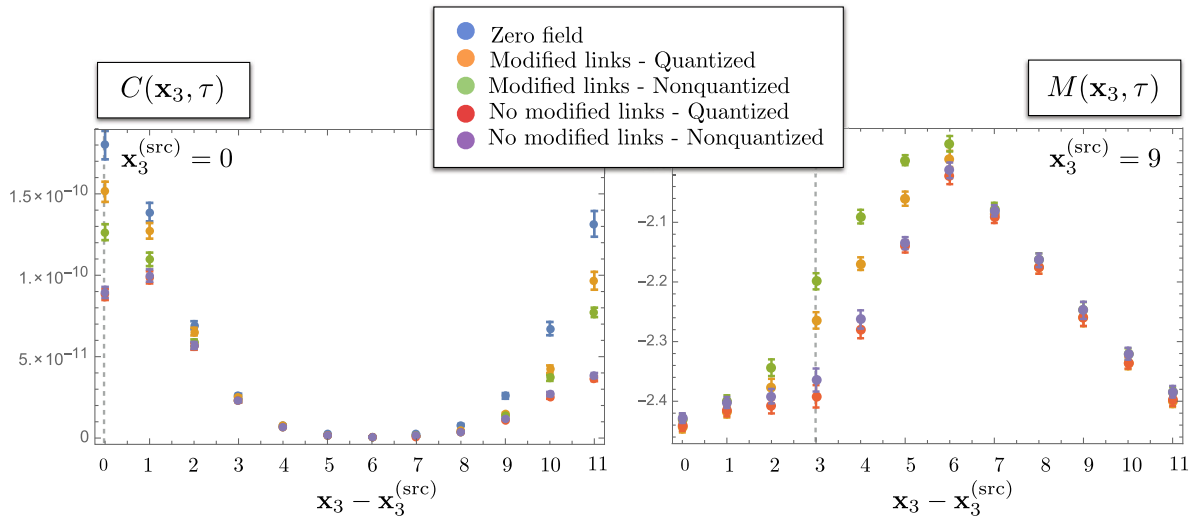 Zero field
Modified links - Quantized
Modified links - Nonquantized
No modified links - Quantized
No modified links - Nonquantized
C(𝐱₃, τ)
M(𝐱₃, τ)
𝐱₃⁽ˢʳᶜ⁾ = 0
1.5×10⁻¹⁰
1.×10⁻¹⁰
5.×10⁻¹¹
0
0 1 2 3 4 5 6 7 8 9 10 11
𝐱₃ − 𝐱₃⁽ˢʳᶜ⁾
𝐱₃⁽ˢʳᶜ⁾ = 9
−2.1
−2.2
−2.3
−2.4
0 1 2 3 4 5 6 7 8 9 10 11
𝐱₃ − 𝐱₃⁽ˢʳᶜ⁾